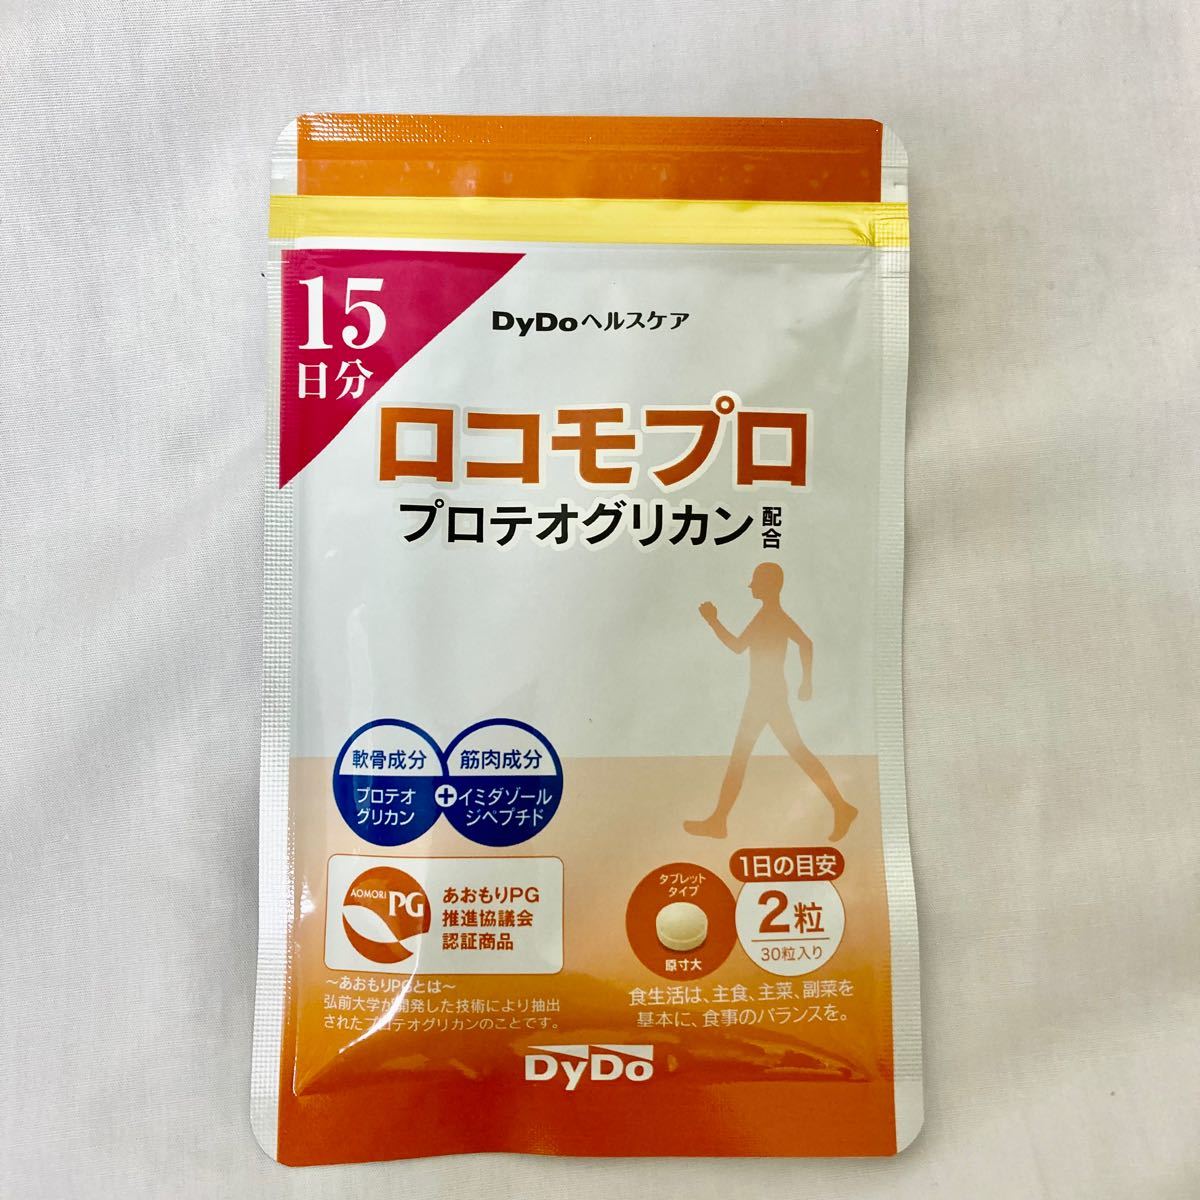 15
日分
DyDoヘルスケア
ロコモプロ
プロテオグリカン配合
軟骨成分
プロテオ
グリカン
+
筋肉成分
イミダゾール
ジペプチド
AOMORI PG
あおもりPG
推進協議会
認証商品
～あおもりPGとは～
弘前大学が開発した技術により抽出
されたプロテオグリカンのことです。
タブレット
タイプ
原寸大
1日の目安
2粒
30粒入り
食生活は、主食、主菜、副菜を
基本に、食事のバランスを。
DyDo